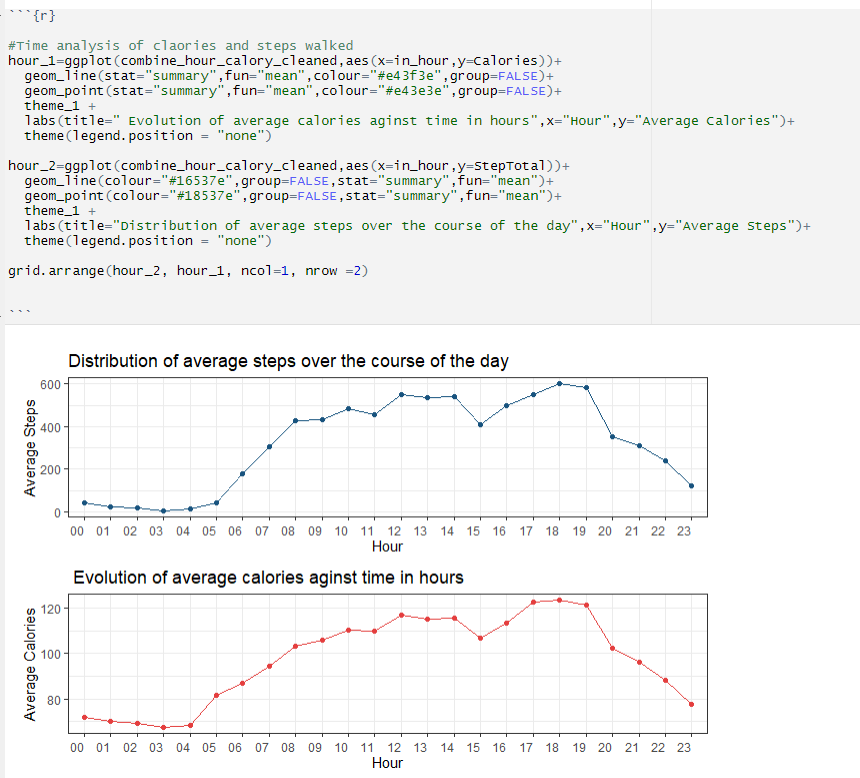 ```{r}
#Time analysis of claories and steps walked
hour_1=ggplot(combine_hour_calory_cleaned,aes(x=in_hour,y=Calories))+
  geom_line(stat="summary",fun="mean",colour="#e43f3e",group=FALSE)+
  geom_point(stat="summary",fun="mean",colour="#e43e3e",group=FALSE)+
  theme_1 +
  labs(title=" Evolution of average calories aginst time in hours",x="Hour",y="Average Calories")+
  theme(legend.position = "none")
hour_2=ggplot(combine_hour_calory_cleaned,aes(x=in_hour,y=StepTotal))+
  geom_line(colour="#16537e",group=FALSE,stat="summary",fun="mean")+
  geom_point(colour="#18537e",group=FALSE,stat="summary",fun="mean")+
  theme_1 +
  labs(title="Distribution of average steps over the course of the day",x="Hour",y="Average Steps")+
  theme(legend.position = "none")
grid.arrange(hour_2, hour_1, ncol=1, nrow =2)
```
Distribution of average steps over the course of the day
Average Steps
600
400
200
0
00 01 02 03 04 05 06 07 08 09 10 11 12 13 14 15 16 17 18 19 20 21 22 23
Hour
Evolution of average calories aginst time in hours
Average Calories
120
100
80
00 01 02 03 04 05 06 07 08 09 10 11 12 13 14 15 16 17 18 19 20 21 22 23
Hour